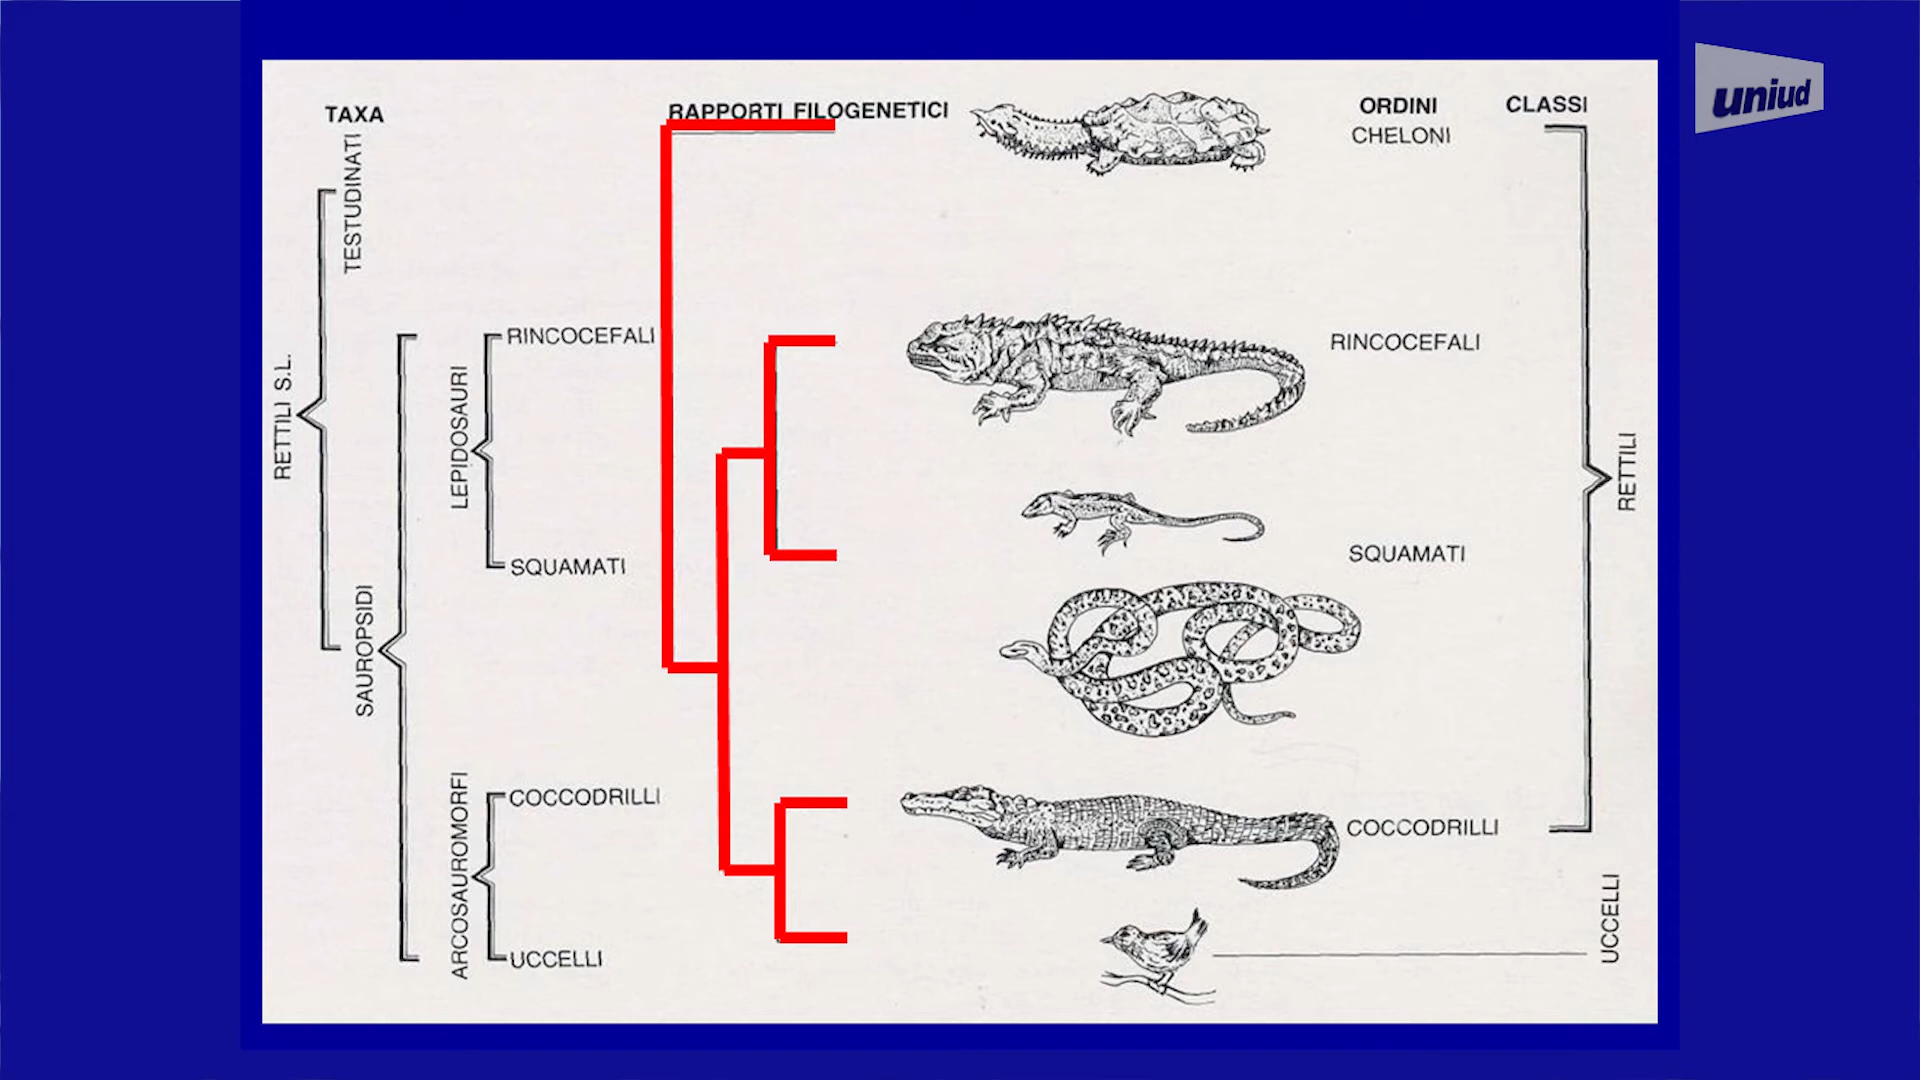 TAXA
RAPPORTI FILOGENETICI
ORDINI
CLASSI
uniud
CHELONI
TESTUDINATI
RINCOCEFALI
RINCOCEFALI
RETTILI S.L.
LEPIDOSAURI
RETTILI
SQUAMATI
SQUAMATI
SAUROPSIDI
COCCODRILLI
COCCODRILLI
ARCOSAUROMORFI
UCCELLI
UCCELLI